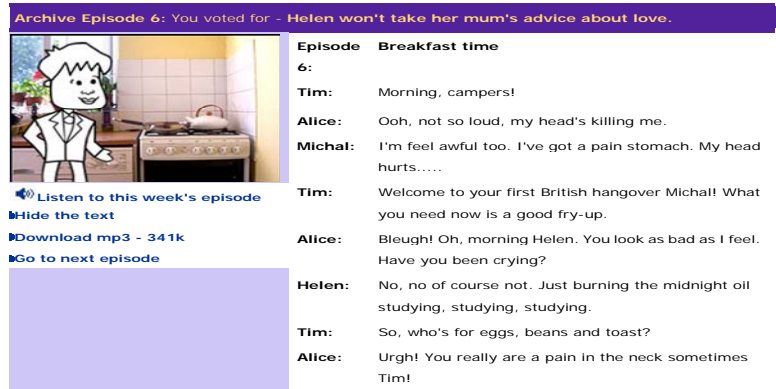 Archive Episode 6: You voted for - Helen won't take her mum's advice about love.
Listen to this week's episode
Hide the text
Download mp3 - 341k
Go to next episode
Episode 6: Breakfast time
Tim: Morning, campers!
Alice: Ooh, not so loud, my head's killing me.
Michal: I'm feel awful too. I've got a pain stomach. My head
hurts.....
Tim: Welcome to your first British hangover Michal! What
you need now is a good fry-up.
Alice: Bleugh! Oh, morning Helen. You look as bad as I feel.
Have you been crying?
Helen: No, no of course not. Just burning the midnight oil
studying, studying, studying.
Tim: So, who's for eggs, beans and toast?
Alice: Urgh! You really are a pain in the neck sometimes
Tim!